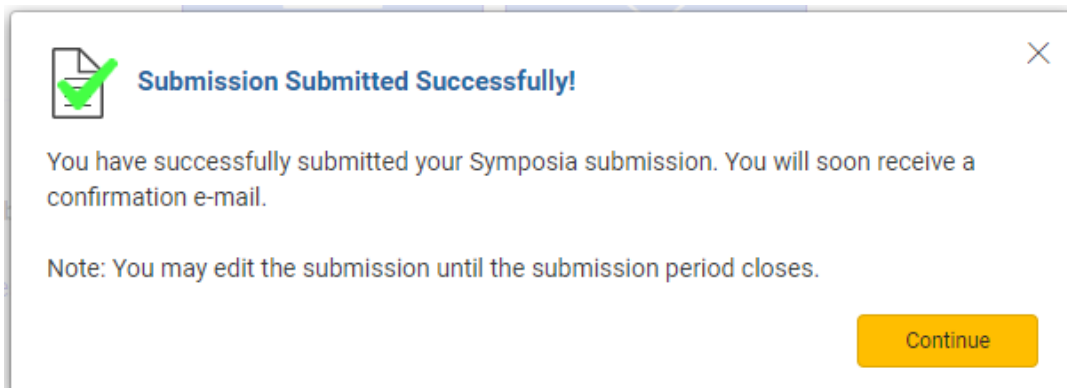 Submission Submitted Successfully!
You have successfully submitted your Symposia submission. You will soon receive a
confirmation e-mail.
Note: You may edit the submission until the submission period closes.
Continue